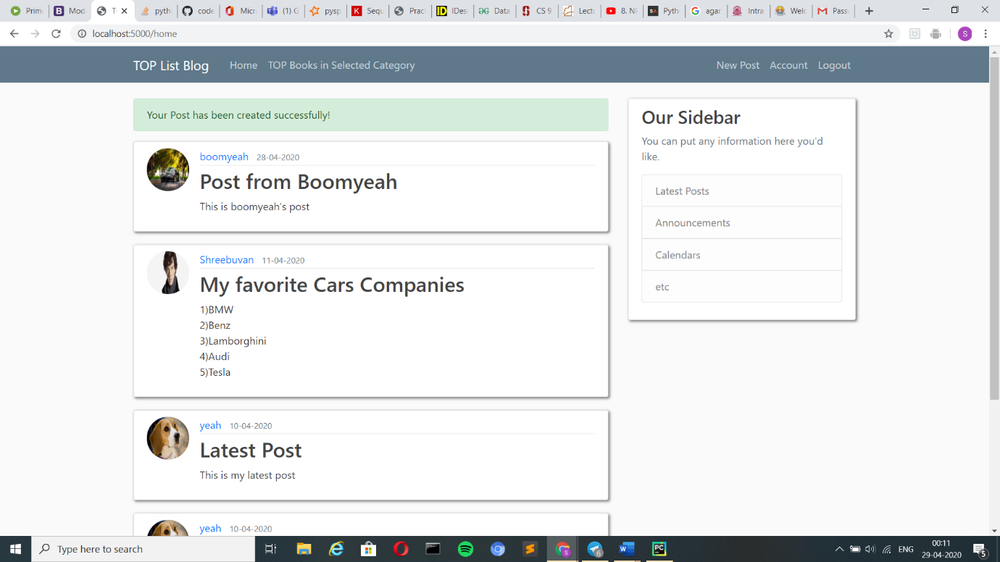 Prime
Mod
T
pyth
code
Micr
(1) G
pysp
Sequ
Pract
IDes
Data
CS 9
Lectu
8. NF
Pyth
agar
Intra
Welc
Pass
localhost:5000/home
S
TOP List Blog
Home
TOP Books in Selected Category
New Post
Account
Logout
Your Post has been created successfully!
boomyeah 28-04-2020
Post from Boomyeah
This is boomyeah's post
Shreebuvan 11-04-2020
My favorite Cars Companies
1)BMW
2)Benz
3)Lamborghini
4)Audi
5)Tesla
yeah 10-04-2020
Latest Post
This is my latest post
yeah 10-04-2020
Our Sidebar
You can put any information here you'd
like.
Latest Posts
Announcements
Calendars
etc
Type here to search
ENG
00:11
29-04-2020
5